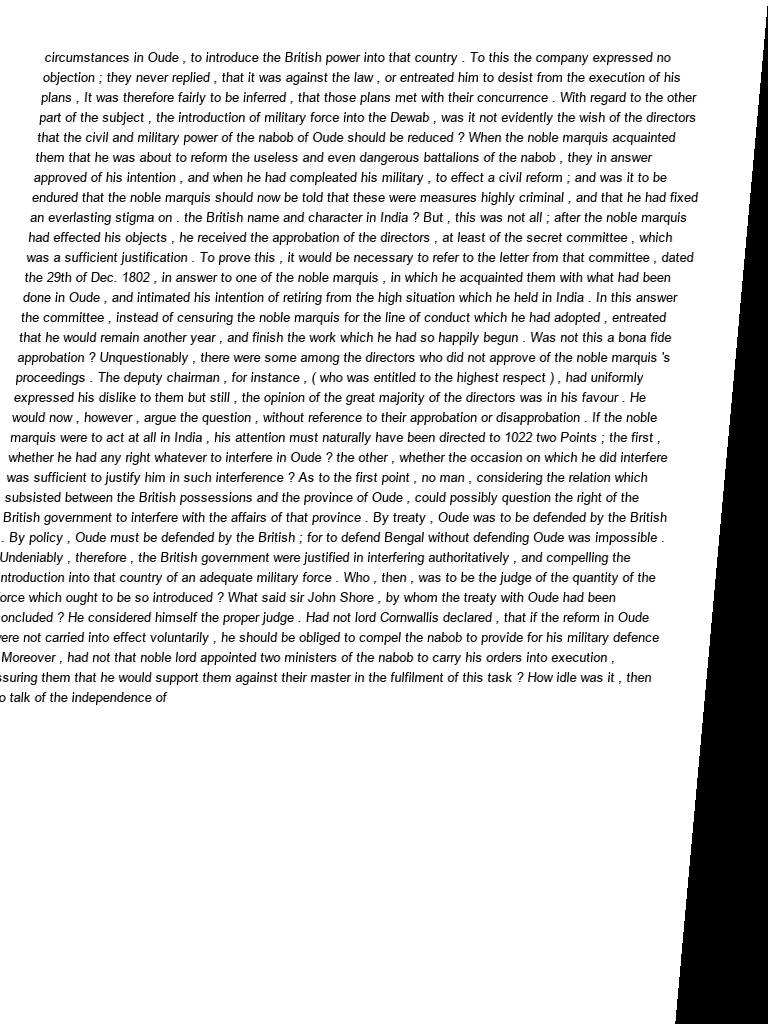 circumstances in Oude , to introduce the British power into that country . To this the company expressed no
objection ; they never replied , that it was against the law , or entreated him to desist from the execution of his
plans , It was therefore fairly to be inferred , that those plans met with their concurrence . With regard to the other
part of the subject , the introduction of military force into the Dewab , was it not evidently the wish of the directors
that the civil and military power of the nabob of Oude should be reduced ? When the noble marquis acquainted
them that he was about to reform the useless and even dangerous battalions of the nabob , they in answer
approved of his intention , and when he had compleated his military , to effect a civil reform ; and was it to be
endured that the noble marquis should now be told that these were measures highly criminal , and that he had fixed
an everlasting stigma on . the British name and character in India ? But , this was not all ; after the noble marquis
had effected his objects , he received the approbation of the directors , at least of the secret committee , which
was a sufficient justification . To prove this , it would be necessary to refer to the letter from that committee , dated
the 29th of Dec. 1802 , in answer to one of the noble marquis , in which he acquainted them with what had been
done in Oude , and intimated his intention of retiring from the high situation which he held in India . In this answer
the committee , instead of censuring the noble marquis for the line of conduct which he had adopted , entreated
that he would remain another year , and finish the work which he had so happily begun . Was not this a bona fide
approbation ? Unquestionably , there were some among the directors who did not approve of the noble marquis 's
proceedings . The deputy chairman , for instance , ( who was entitled to the highest respect ) , had uniformly
expressed his dislike to them but still , the opinion of the great majority of the directors was in his favour . He
would now , however , argue the question , without reference to their approbation or disapprobation . If the noble
marquis were to act at all in India , his attention must naturally have been directed to 1022 two Points ; the first ,
whether he had any right whatever to interfere in Oude ? the other , whether the occasion on which he did interfere
was sufficient to justify him in such interference ? As to the first point , no man , considering the relation which
subsisted between the British possessions and the province of Oude , could possibly question the right of the
British government to interfere with the affairs of that province . By treaty , Oude was to be defended by the British
. By policy , Oude must be defended by the British ; for to defend Bengal without defending Oude was impossible .
Undeniably , therefore , the British government were justified in interfering authoritatively , and compelling the
introduction into that country of an adequate military force . Who , then , was to be the judge of the quantity of the
force which ought to be so introduced ? What said sir John Shore , by whom the treaty with Oude had been
concluded ? He considered himself the proper judge . Had not lord Cornwallis declared , that if the reform in Oude
were not carried into effect voluntarily , he should be obliged to compel the nabob to provide for his military defence
Moreover , had not that noble lord appointed two ministers of the nabob to carry his orders into execution ,
assuring them that he would support them against their master in the fulfilment of this task ? How idle was it , then
to talk of the independence of